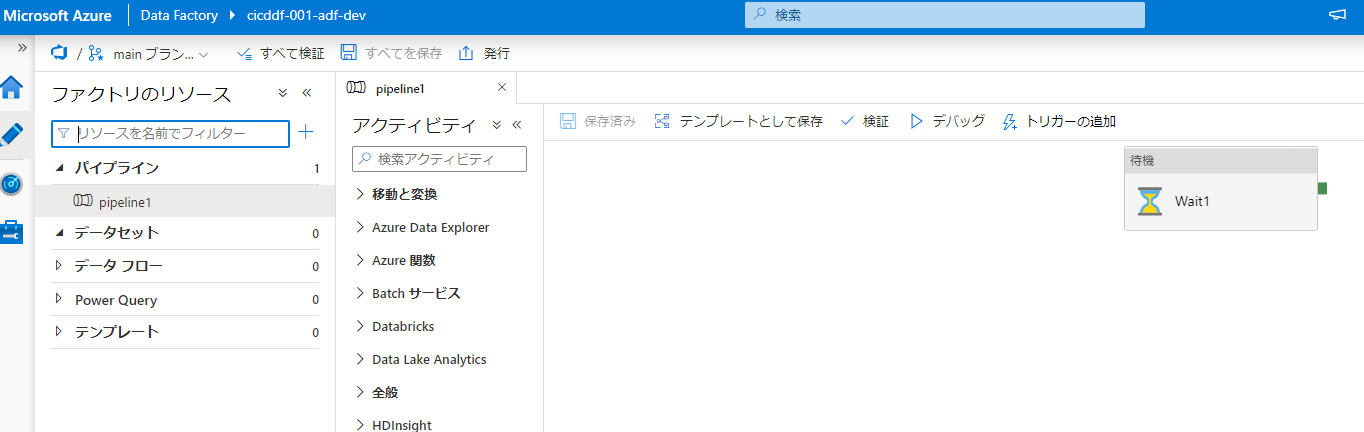 Microsoft Azure Data Factory cicddf-001-adf-dev 検索
» / main ブラン... すべて検証 すべてを保存 発行
ファクトリのリソース «
リソースを名前でフィルター +
パイプライン 1
pipeline1
データセット 0
データ フロー 0
Power Query 0
テンプレート 0
pipeline1 ×
アクティビティ «
検索アクティビティ
移動と変換
Azure Data Explorer
Azure 関数
Batch サービス
Databricks
Data Lake Analytics
全般
HDInsight
保存済み テンプレートとして保存 検証 デバッグ トリガーの追加
待機
Wait1